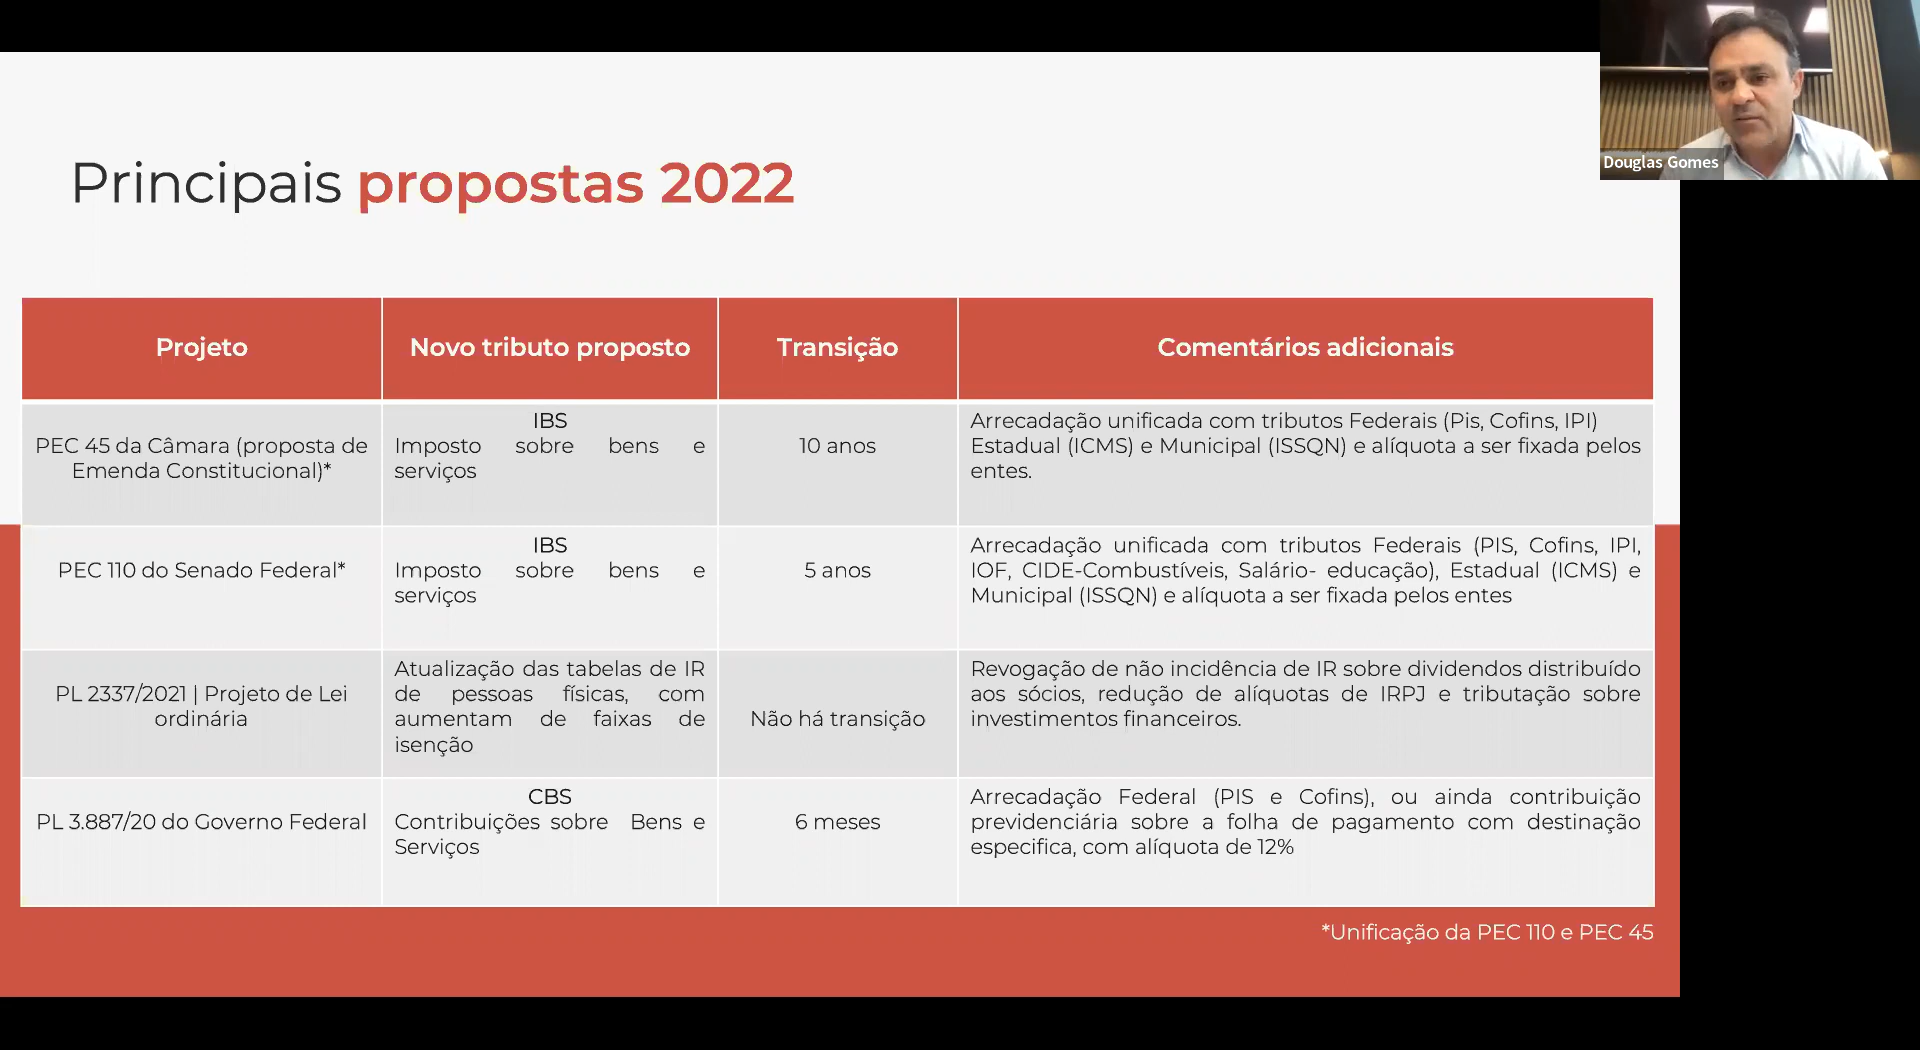 Douglas Gomes
Principais propostas 2022
Projeto
Novo tributo proposto
Transição
Comentários adicionais
PEC 45 da Câmara (proposta de
Emenda Constitucional)*
IBS
Imposto sobre bens e
serviços
10 anos
Arrecadação unificada com tributos Federais (Pis, Cofins, IPI)
Estadual (ICMS) e Municipal (ISSQN) e alíquota a ser fixada pelos
entes.
PEC 110 do Senado Federal*
IBS
Imposto sobre bens e
serviços
5 anos
Arrecadação unificada com tributos Federais (PIS, Cofins, IPI,
IOF, CIDE-Combustíveis, Salário- educação), Estadual (ICMS) e
Municipal (ISSQN) e alíquota a ser fixada pelos entes
PL 2337/2021 | Projeto de Lei
ordinária
Atualização das tabelas de IR
de pessoas físicas, com
aumentam de faixas de
isenção
Não há transição
Revogação de não incidência de IR sobre dividendos distribuído
aos sócios, redução de alíquotas de IRPJ e tributação sobre
investimentos financeiros.
PL 3.887/20 do Governo Federal
CBS
Contribuições sobre Bens e
Serviços
6 meses
Arrecadação Federal (PIS e Cofins), ou ainda contribuição
previdenciária sobre a folha de pagamento com destinação
especifica, com alíquota de 12%
*Unificação da PEC 110 e PEC 45